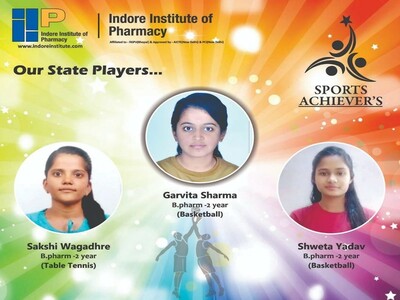 IIP
Indore Institute of
Pharmacy
www.indoreinstitute.com
Indore Institute of
Pharmacy
Our State Players...
SPORTS
ACHIEVER'S
Garvita Sharma
B.pharm -2 year
(Basketball)
Sakshi Wagadhre
B.pharm -2 year
(Table Tennis)
Shweta Yadav
B.pharm -2 year
(Basketball)